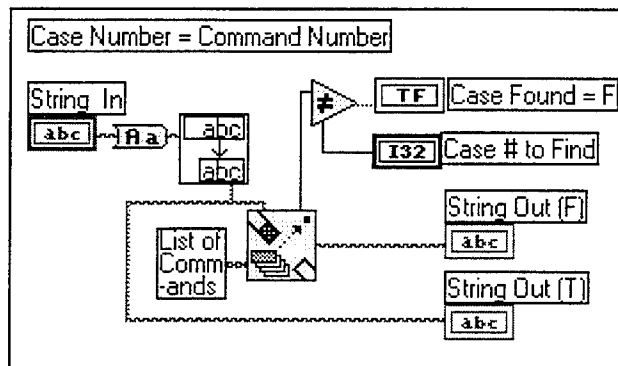 Case Number = Command Number
String In
abc
Aa
abc
abc
≠
TF
Case Found = F
I32
Case # to Find
List of
Comm-
-ands
String Out (F)
abc
String Out (T)
abc